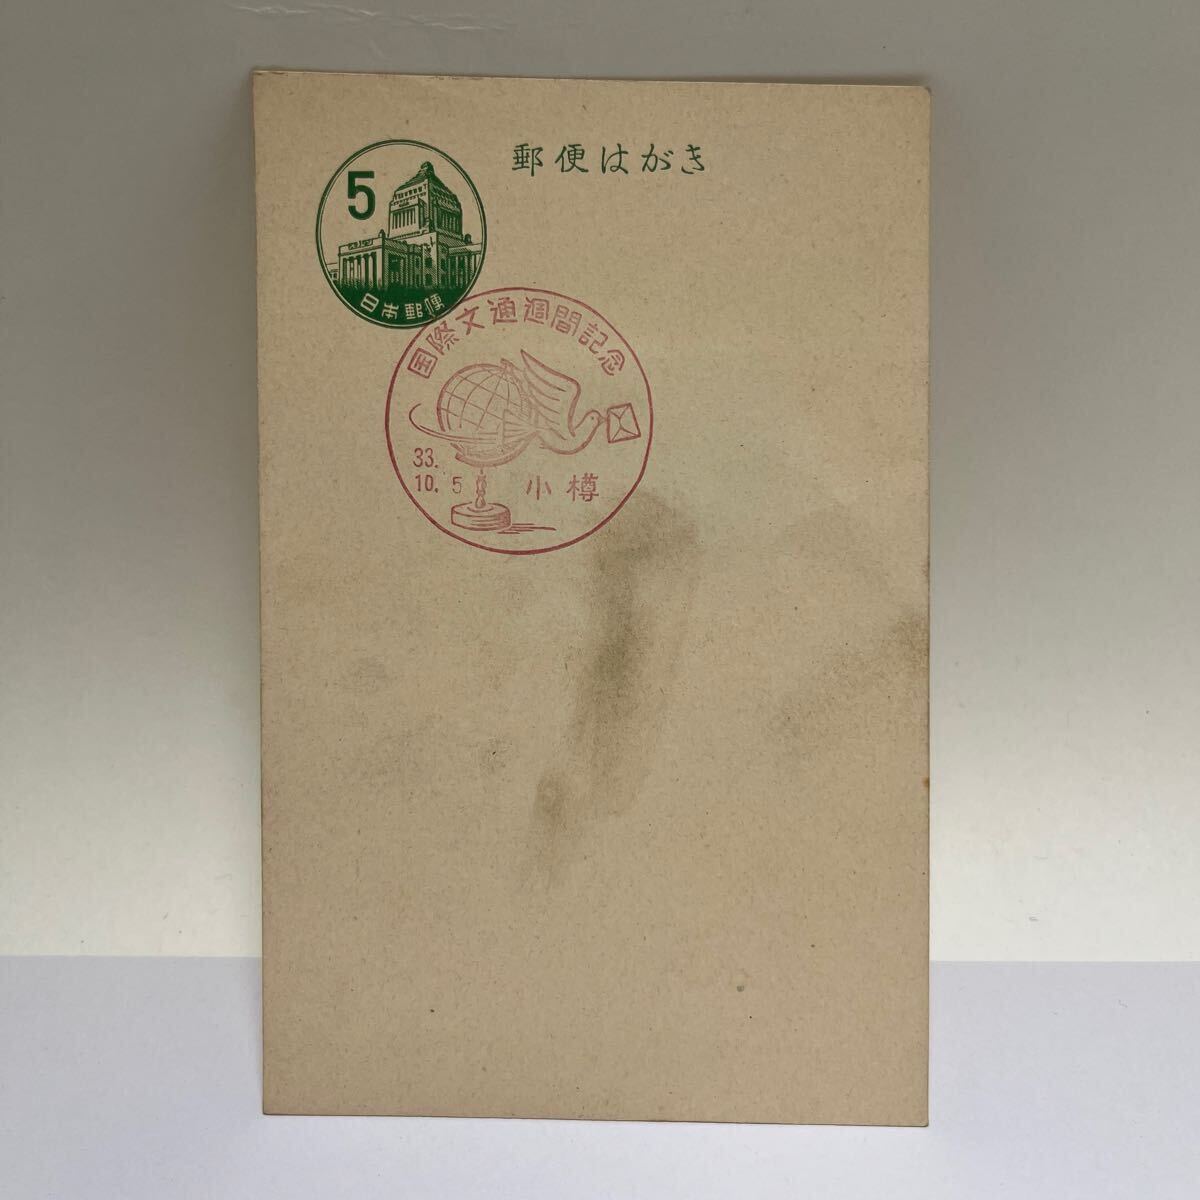 郵便はがき
5
日本郵便
国際文通週間記念
33.
10. 5
小樽